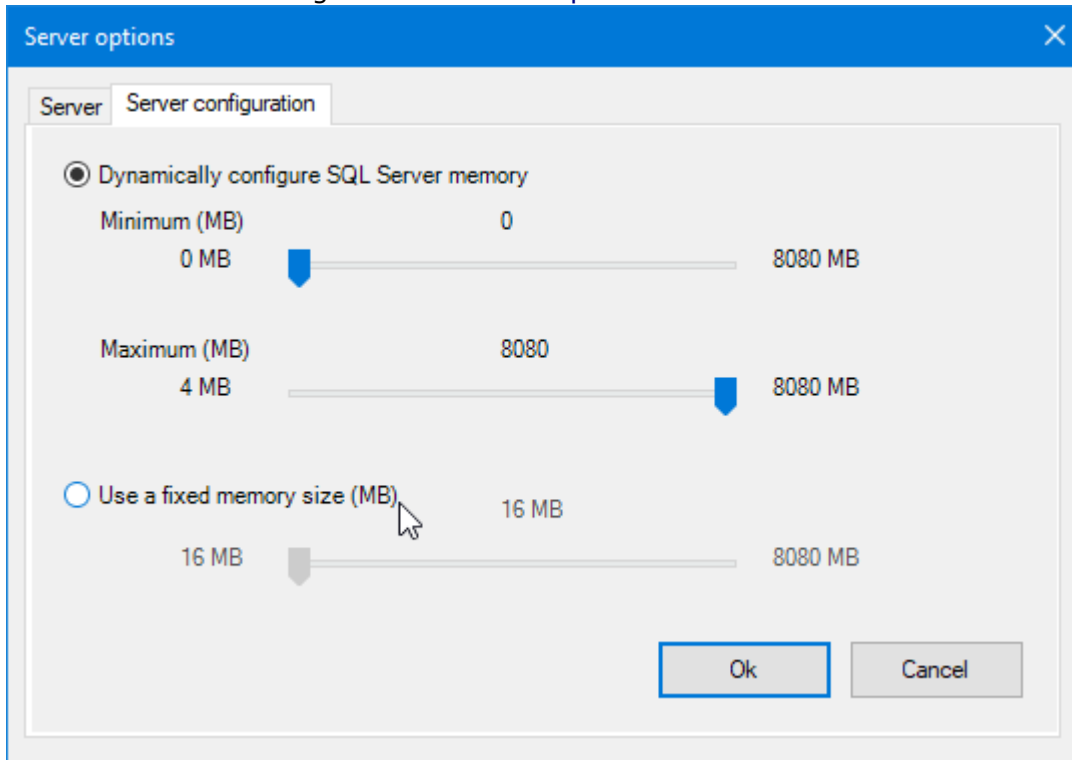 Server options
Server Server configuration
Dynamically configure SQL Server memory
Minimum (MB) 0
0 MB 8080 MB
Maximum (MB) 8080
4 MB 8080 MB
Use a fixed memory size (MB) 16 MB
16 MB 8080 MB
Ok Cancel